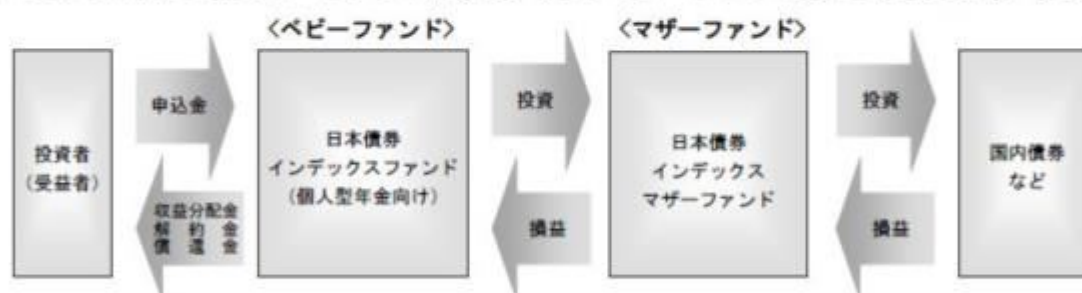 〈ベビーファンド〉
〈マザーファンド〉
投資者
(受益者)
申込金
収益分配金
解約金
償還金
日本債券
インデックスファンド
(個人型年金向け)
投資
損益
日本債券
インデックス
マザーファンド
投資
損益
国内債券
など